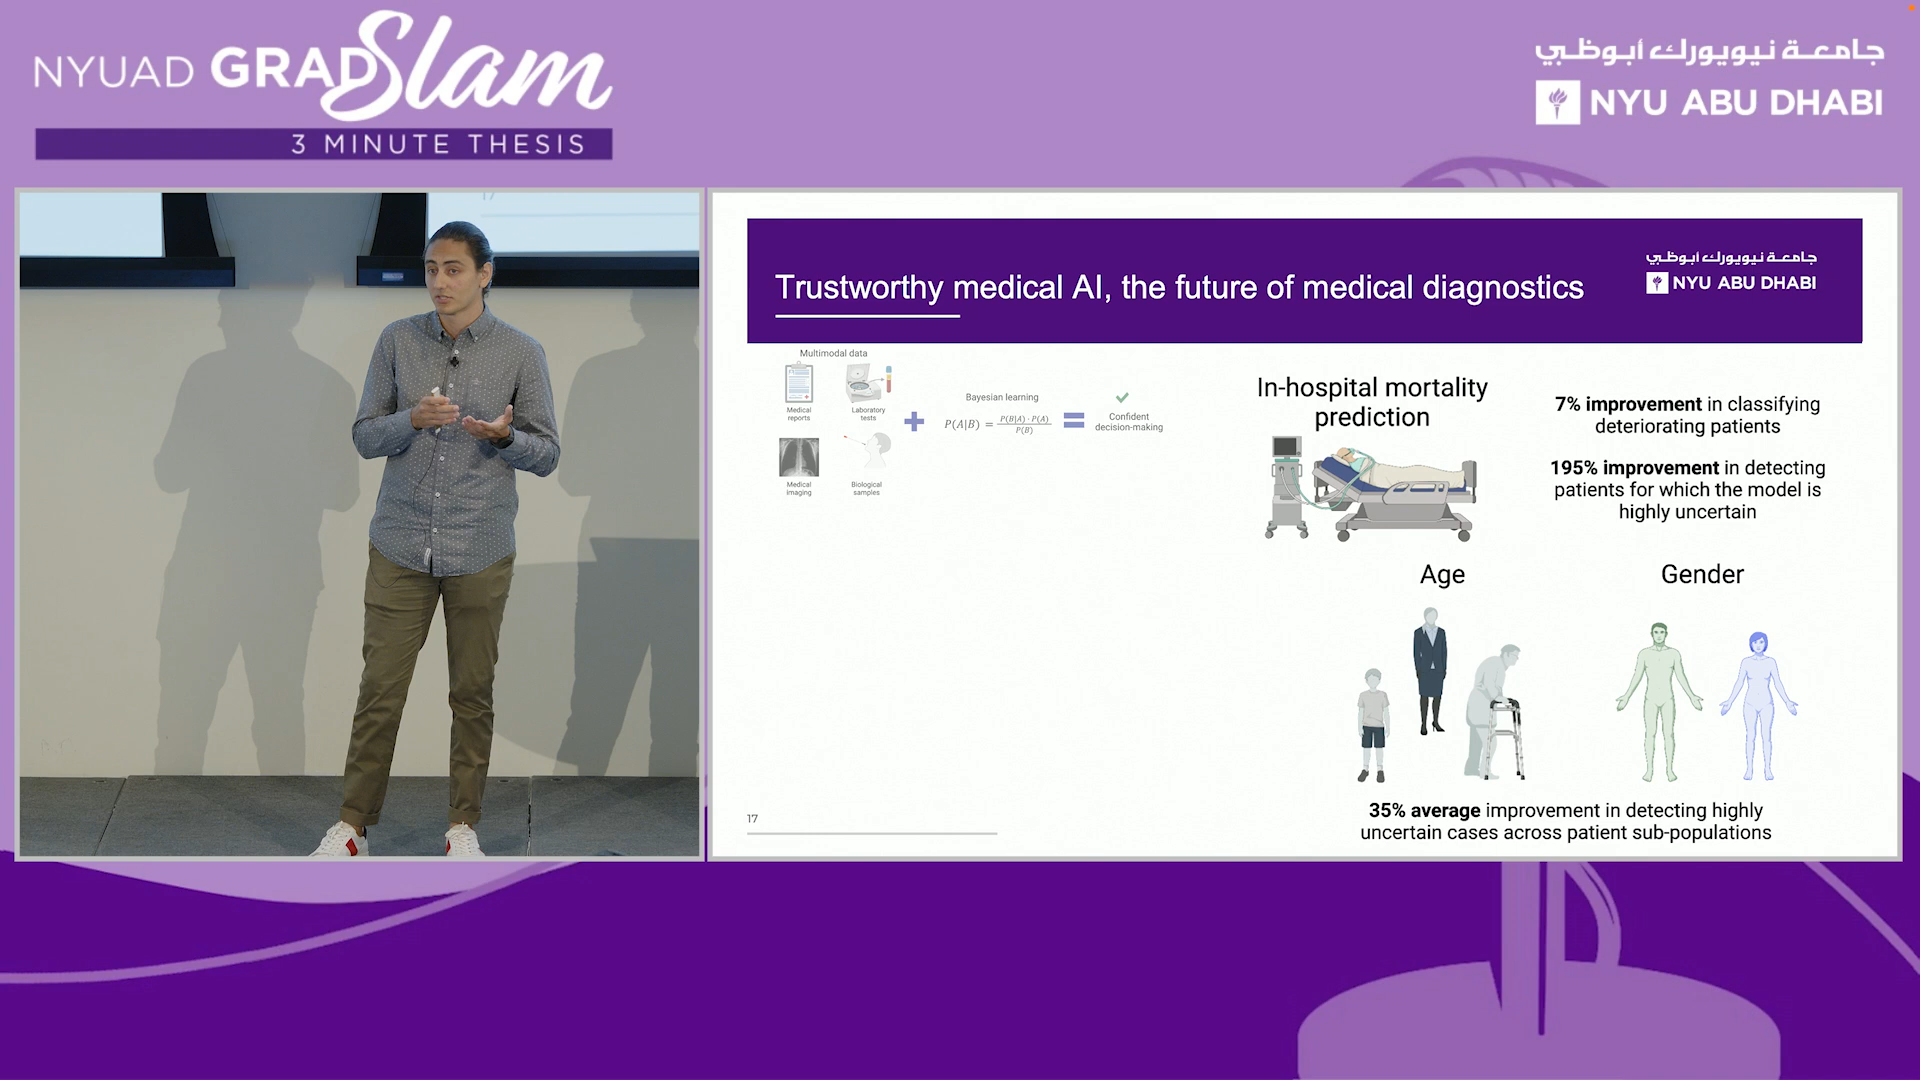 NYUAD GRADSlam
3 MINUTE THESIS
جامعة نيويورك أبوظبي
NYU ABU DHABI
17
Trustworthy medical AI, the future of medical diagnostics
جامعة نيويورك أبوظبي
NYU ABU DHABI
Multimodal data
Medical
reports
Laboratory
tests
Medical
imaging
Biological
samples
Bayesian learning
P(A|B) = P(B|A) · P(A) / P(B)
Confident
decision-making
In-hospital mortality
prediction
7% improvement in classifying
deteriorating patients
195% improvement in detecting
patients for which the model is
highly uncertain
Age
Gender
35% average improvement in detecting highly
uncertain cases across patient sub-populations
17